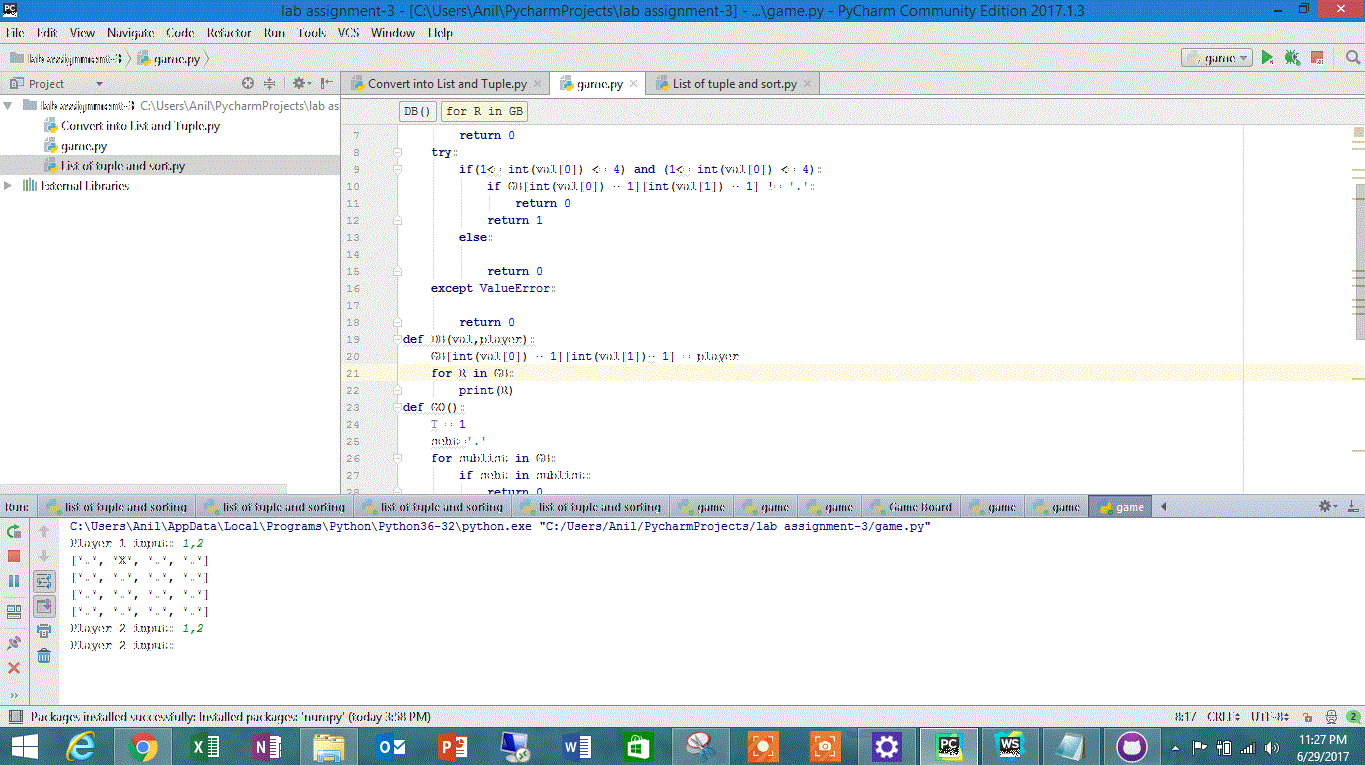 lab assignment-3 - [C:\Users\Anil\PycharmProjects\lab assignment-3] - ...\game.py - PyCharm Community Edition 2017.1.3
File Edit View Navigate Code Refactor Run Tools VCS Window Help
lab assignment-3 game.py game
Project Convert into List and Tuple.py game.py List of tuple and sort.py
lab assignment-3 C:\Users\Anil\PycharmProjects\lab as
Convert into List and Tuple.py
game.py
List of tuple and sort.py
External Libraries
DB() for R in GB
7 return 0
8 try:
9 if(1<= int(val[0]) <= 4) and (1<= int(val[0]) <= 4):
10 if GB[int(val[0]) - 1][int(val[1]) - 1] != '.':
11 return 0
12 return 1
13 else:
14
15 return 0
16 except ValueError:
17
18 return 0
19 def DB(val,player):
20 GB[int(val[0]) - 1][int(val[1])- 1] = player
21 for R in GB:
22 print(R)
23 def GO():
24 T = 1
25 '.'
26 for sublist in GB:
27 if in sublist:
28 return 0
Run: list of tuple and sorting list of tuple and sorting list of tuple and sorting list of tuple and sorting game game game Game Board game game game
C:\Users\Anil\AppData\Local\Programs\Python\Python36-32\python.exe "C:/Users/Anil/PycharmProjects/lab assignment-3/game.py"
Player 1 input: 1,2
['.', 'X', '.', '.']
['.', '.', '.', '.']
['.', '.', '.', '.']
['.', '.', '.', '.']
Player 2 input: 1,2
Player 2 input:
Packages installed successfully: Installed packages: 'numpy' (today 3:58 PM) 8:17 CRLF UTF-8 2
11:27 PM
6/29/2017